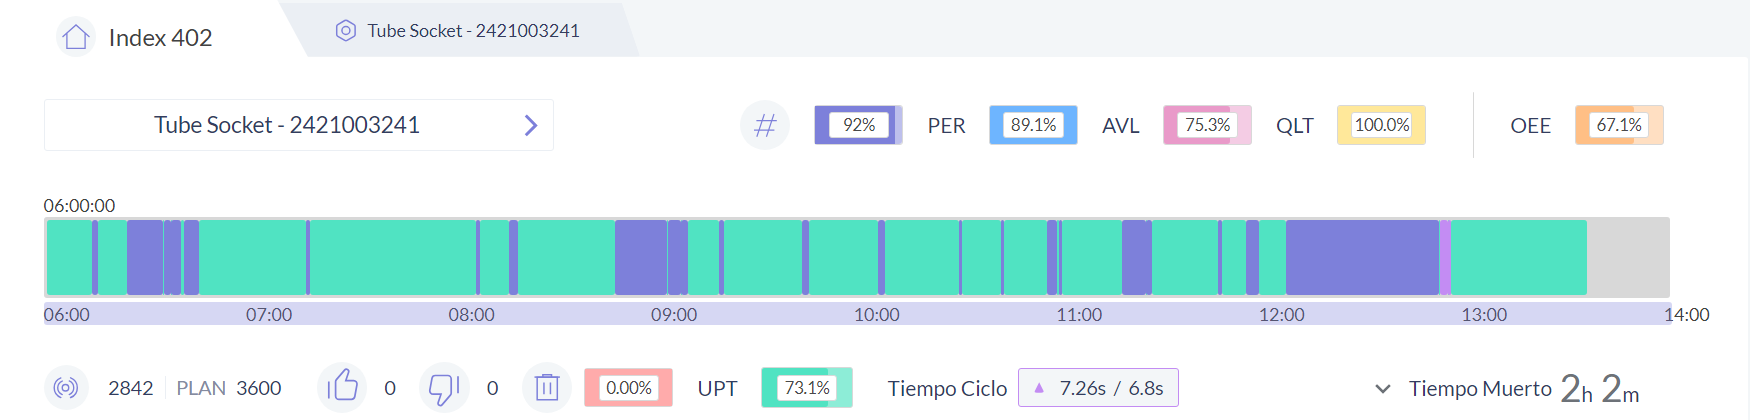 Index 402 Tube Socket - 2421003241
Tube Socket - 2421003241 # 92% PER 89.1% AVL 75.3% QLT 100.0% OEE 67.1%
06:00:00
06:00 07:00 08:00 09:00 10:00 11:00 12:00 13:00 14:00
2842 PLAN 3600 0 0 0.00% UPT 73.1% Tiempo Ciclo ▲ 7.26s / 6.8s Tiempo Muerto 2h 2m